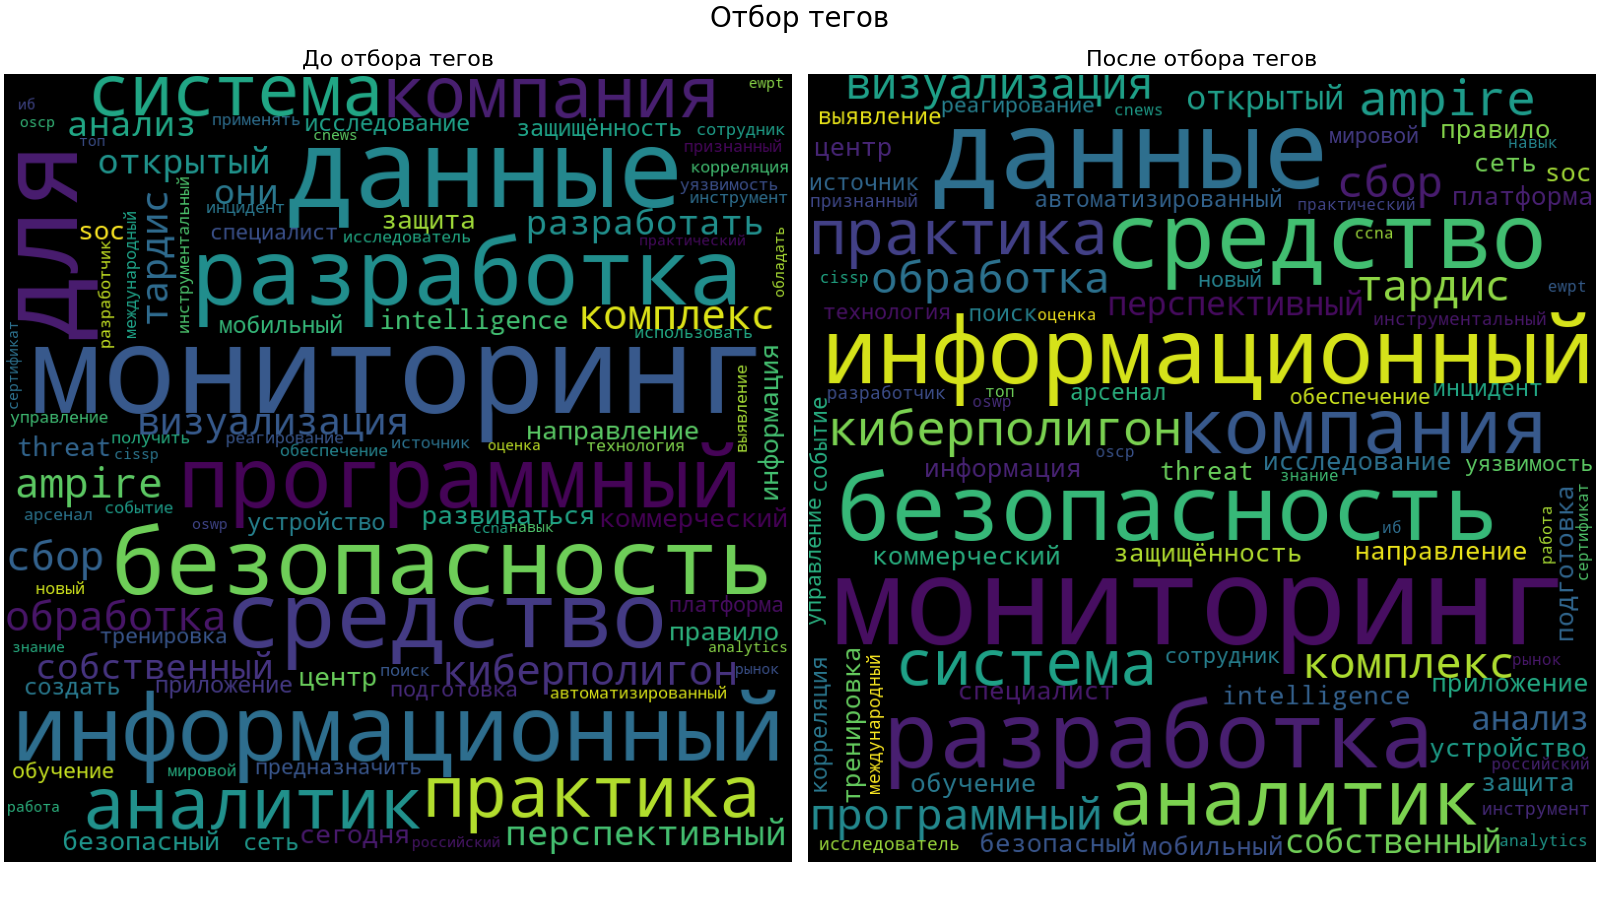 Отбор тегов
До отбора тегов
система
компания
ewpt
иб
oscp
анализ
применять
исследование
защищённость
сотрудник
топ
cnews
признанный
открытый
данные
корреляция
для
они
уязвимость
инструмент
тардис
инструментальный
инцидент
защита
разработать
soc
международный
специалист
исследователь
практический
разработчик
разработка
обладать
мобильный
intelligence
комплекс
использовать
сертификат
мониторинг
информация
выявление
управление
визуализация
направление
threat
получить
реагирование
источник
оценка
технология
cissp
обеспечение
ampire
программный
арсенал
событие
oswp
устройство
развиваться
коммерческий
ccna
навык
сбор
безопасность
новый
обработка
средство
платформа
тренировка
правило
знание
analytics
собственный
центр
поиск
киберполигон
рынок
создать
приложение
подготовка
автоматизированный
информационный
обучение
мировой
предназначить
работа
аналитик
практика
безопасный
сеть
сегодня
российский
перспективный
После отбора тегов
визуализация
реагирование
cnews
открытый
ampire
выявление
данные
мировой
правило
навык
центр
сеть
soc
источник
сбор
признанный
автоматизированный
практический
платформа
практика
средство
ccna
cissp
обработка
новый
тардис
ewpt
технология
поиск
оценка
перспективный
инструментальный
информационный
разработчик
топ
oswp
арсенал
обеспечение
инцидент
событие
киберполигон
компания
oscp
информация
threat
исследование
знание
уязвимость
управление
безопасность
иб
подготовка
сертификат
работа
коммерческий
защищённость
направление
мониторинг
корреляция
тренировка
международный
система
сотрудник
комплекс
рынок
специалист
intelligence
приложение
разработка
анализ
устройство
российский
обучение
аналитик
защита
инструмент
программный
исследователь
безопасный
мобильный
собственный
analytics